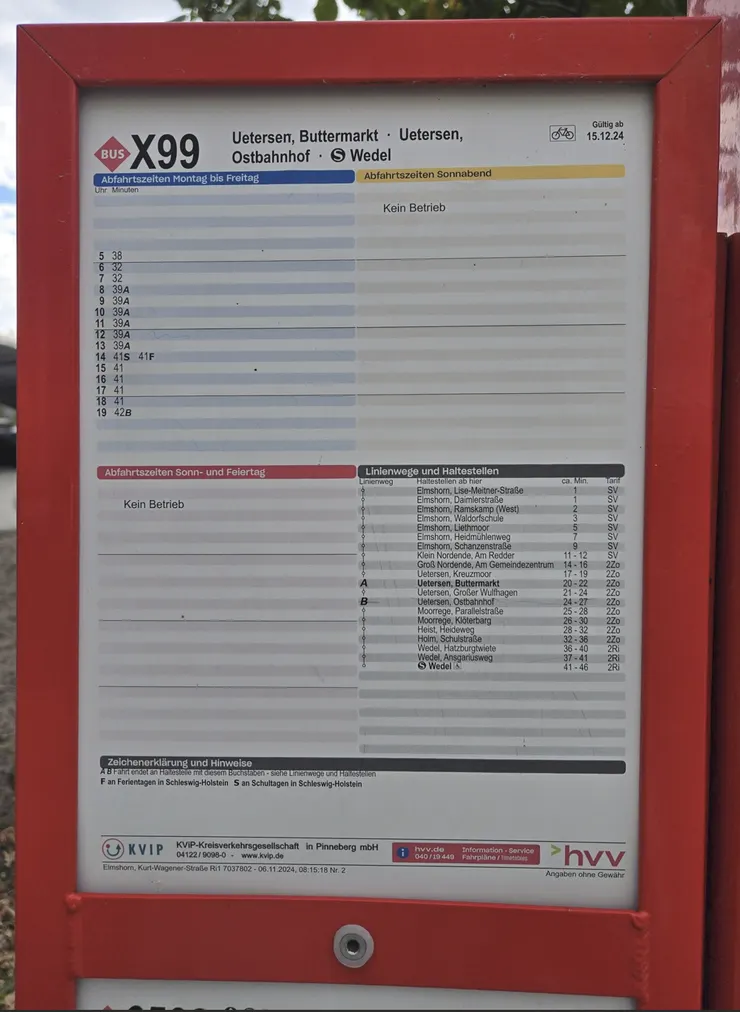 BUS X99
Uetersen, Buttermarkt · Uetersen,
Ostbahnhof · S Wedel
Gültig ab
15.12.24
Abfahrtszeiten Montag bis Freitag
Uhr Minuten
5 38
6 32
7 32
8 39A
9 39A
10 39A
11 39A
12 39A
13 39A
14 41S 41F
15 41
16 41
17 41
18 41
19 42B
Abfahrtszeiten Sonnabend
Kein Betrieb
Abfahrtszeiten Sonn- und Feiertag
Kein Betrieb
Linienwege und Haltestellen
Linienweg Haltestellen ab hier ca. Min. Tarif
Elmshorn, Lise-Meitner-Straße 1 SV
Elmshorn, Daimlerstraße 1 SV
Elmshorn, Ramskamp (West) 2 SV
Elmshorn, Waldorfschule 3 SV
Elmshorn, Liethmoor 5 SV
Elmshorn, Heidmühlenweg 7 SV
Elmshorn, Schanzenstraße 9 SV
Klein Nordende, Am Redder 11 - 12 SV
Groß Nordende, Am Gemeindezentrum 14 - 16 2Zo
Uetersen, Kreuzmoor 17 - 19 2Zo
A Uetersen, Buttermarkt 20 - 22 2Zo
Uetersen, Großer Wulfhagen 21 - 24 2Zo
B Uetersen, Ostbahnhof 24 - 27 2Zo
Moorrege, Parallelstraße 25 - 28 2Zo
Moorrege, Klöterbarg 26 - 30 2Zo
Heist, Heideweg 28 - 32 2Zo
Holm, Schulstraße 32 - 36 2Zo
Wedel, Hatzburgtwiete 36 - 40 2Ri
Wedel, Ansgariusweg 37 - 41 2Ri
S Wedel 41 - 46 2Ri
Zeichenerklärung und Hinweise
A B Fahrt endet an Haltestelle mit diesem Buchstaben - siehe Linienwege und Haltestellen
F an Ferientagen in Schleswig-Holstein S an Schultagen in Schleswig-Holstein
KViP
KViP-Kreisverkehrsgesellschaft in Pinneberg mbH
04122 / 9098-0 - www.kvip.de
hvv.de Information - Service
040/19 449 Fahrpläne / Timetables
hvv
Elmshorn, Kurt-Wagener-Straße Ri1 7037802 - 06.11.2024, 08:15:18 Nr. 2
Angaben ohne Gewähr